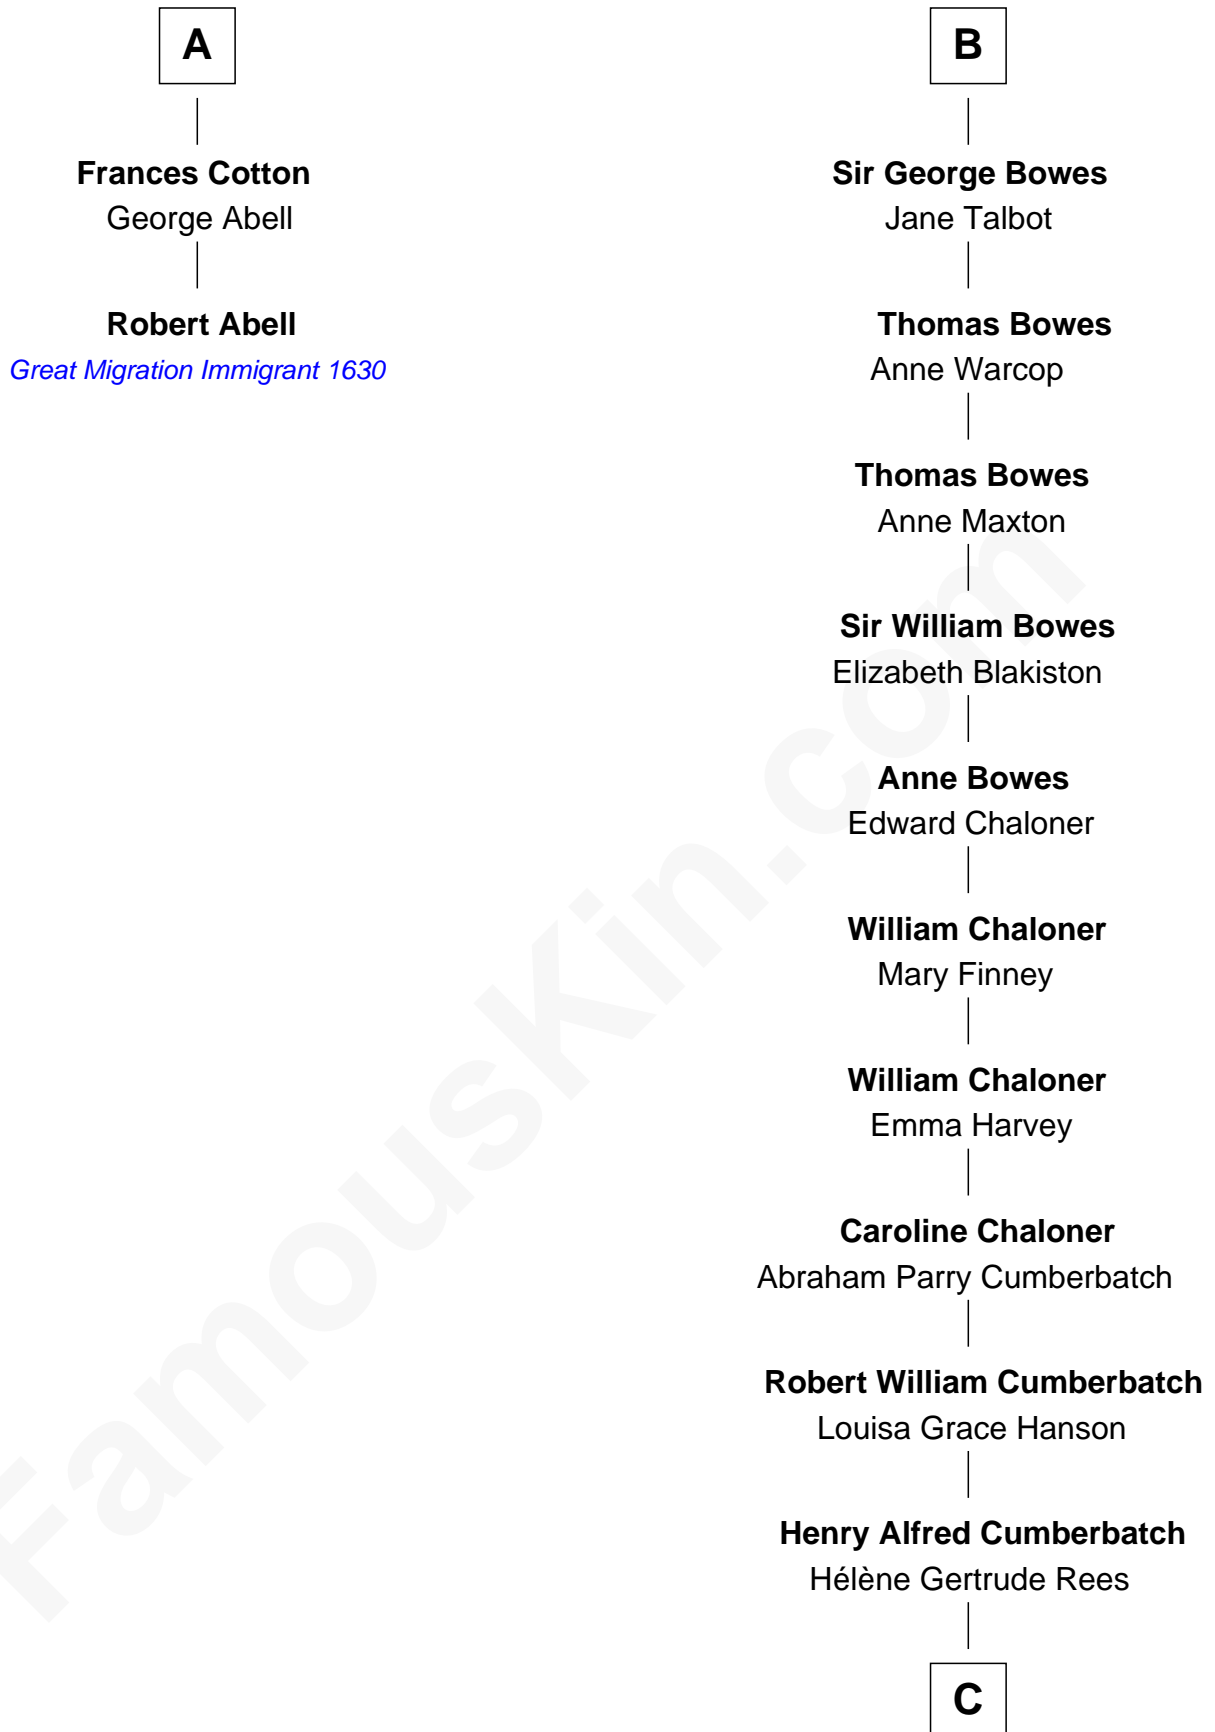 A
Frances Cotton
George Abell
Robert Abell
Great Migration Immigrant 1630
B
Sir George Bowes
Jane Talbot
Thomas Bowes
Anne Warcop
Thomas Bowes
Anne Maxton
Sir William Bowes
Elizabeth Blakiston
Anne Bowes
Edward Chaloner
William Chaloner
Mary Finney
William Chaloner
Emma Harvey
Caroline Chaloner
Abraham Parry Cumberbatch
Robert William Cumberbatch
Louisa Grace Hanson
Henry Alfred Cumberbatch
Hélène Gertrude Rees
C
FamousKin.com